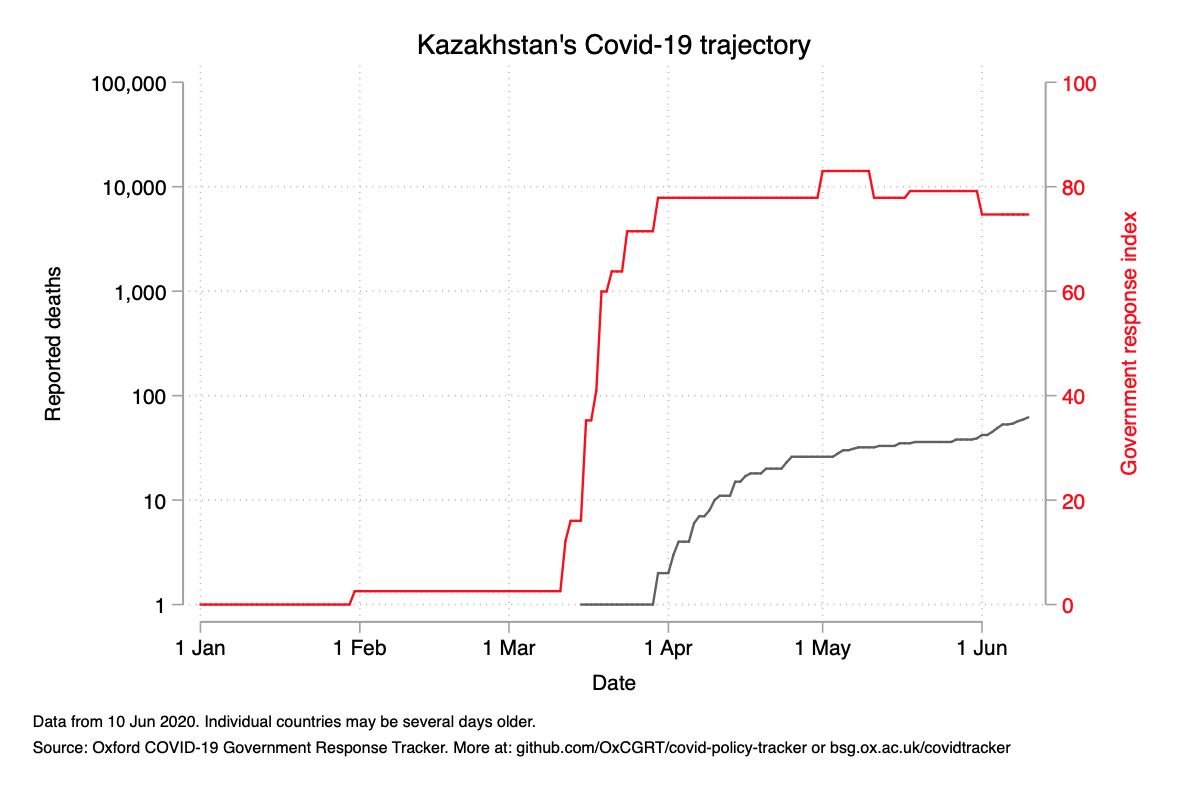 Kazakhstan's Covid-19 trajectory
100,000
10,000
1,000
100
10
1
Reported deaths
100
80
60
40
20
0
Government response index
1 Jan
1 Feb
1 Mar
1 Apr
1 May
1 Jun
Date
Data from 10 Jun 2020. Individual countries may be several days older.
Source: Oxford COVID-19 Government Response Tracker. More at: github.com/OxCGRT/covid-policy-tracker or bsg.ox.ac.uk/covidtracker